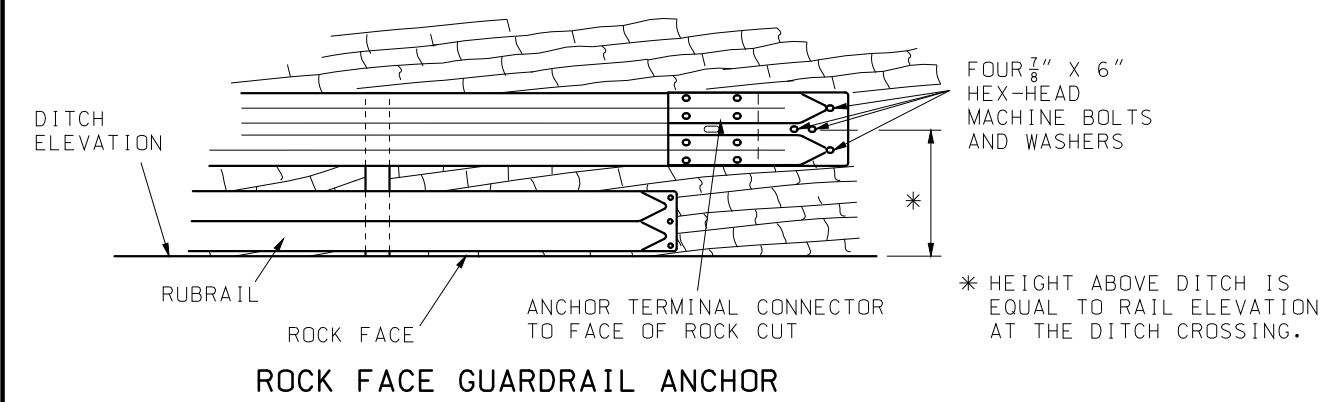 DITCH
ELEVATION
FOUR 7/8" X 6"
HEX-HEAD
MACHINE BOLTS
AND WASHERS
*
RUBRAIL
ROCK FACE
ANCHOR TERMINAL CONNECTOR
TO FACE OF ROCK CUT
* HEIGHT ABOVE DITCH IS
EQUAL TO RAIL ELEVATION
AT THE DITCH CROSSING.
ROCK FACE GUARDRAIL ANCHOR